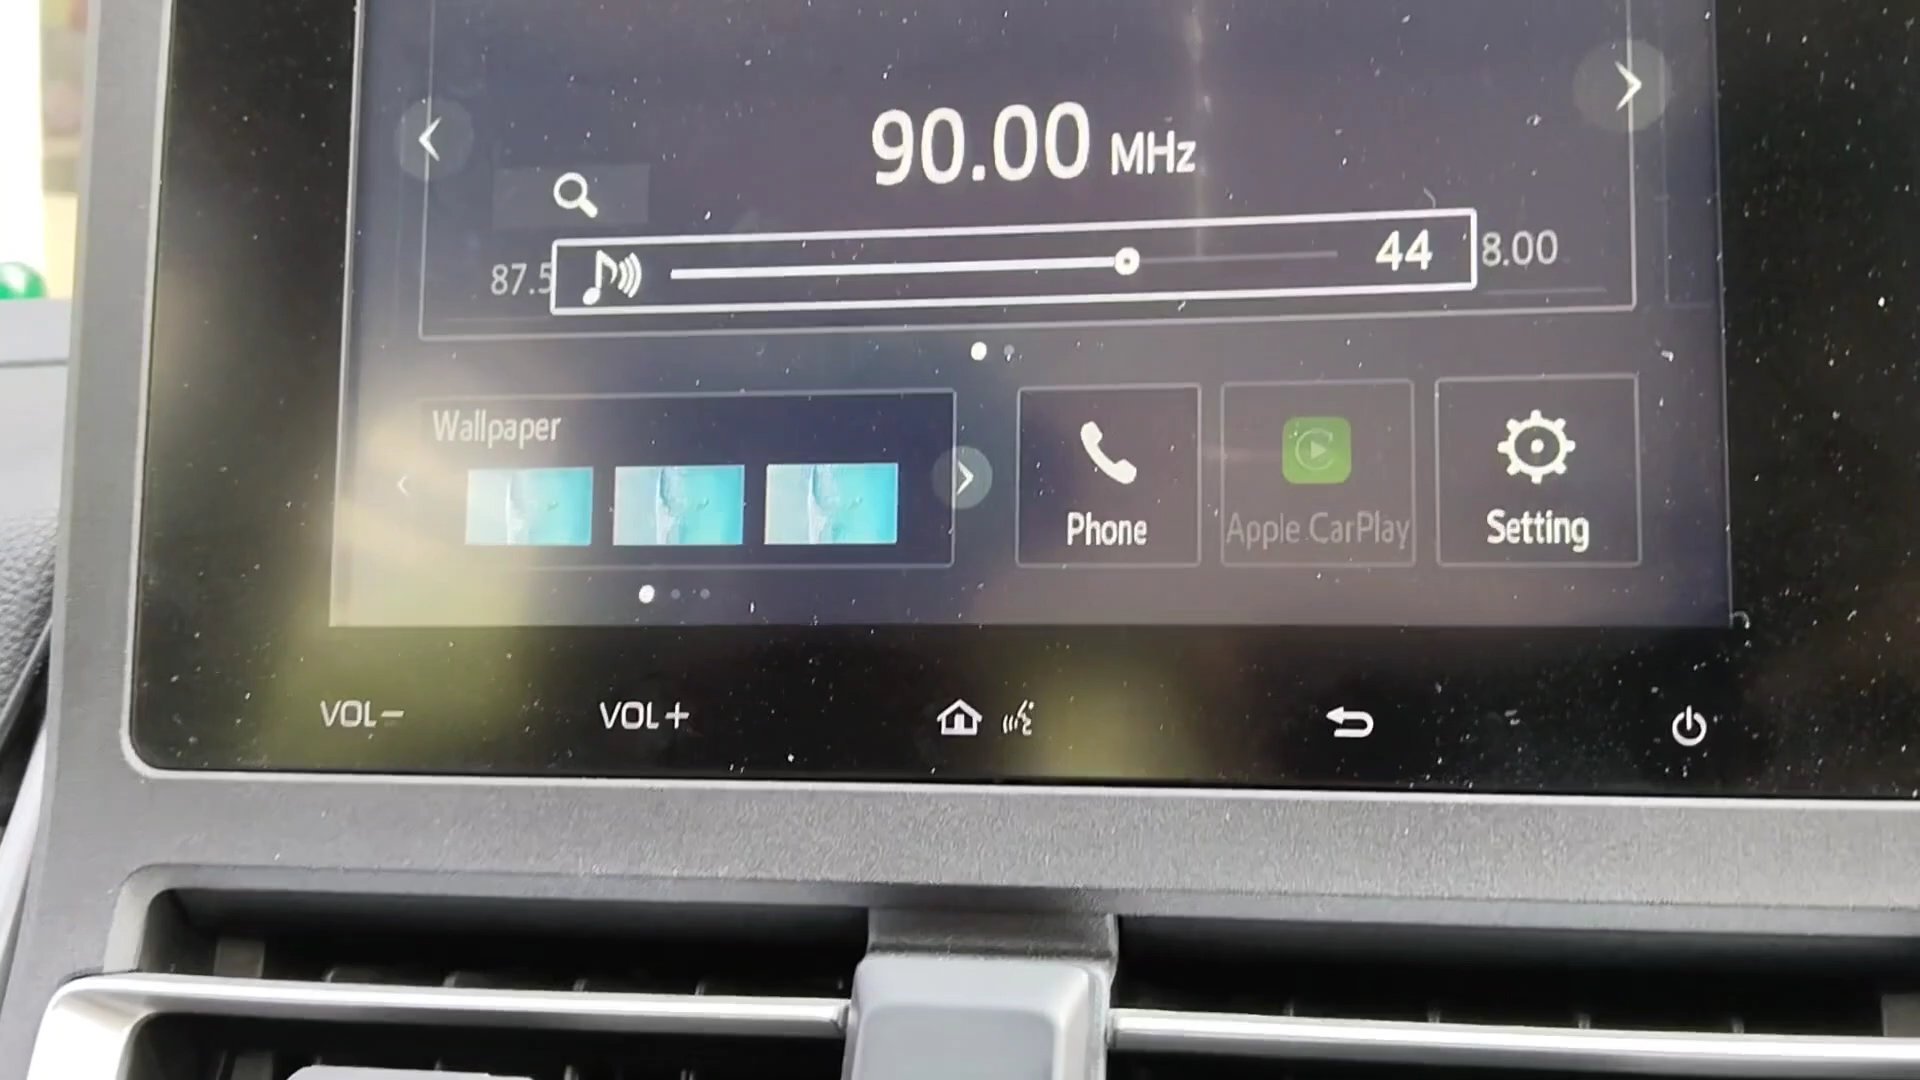 90.00 MHz
87.5
44
8.00
Wallpaper
Phone
Apple CarPlay
Setting
VOL−
VOL+